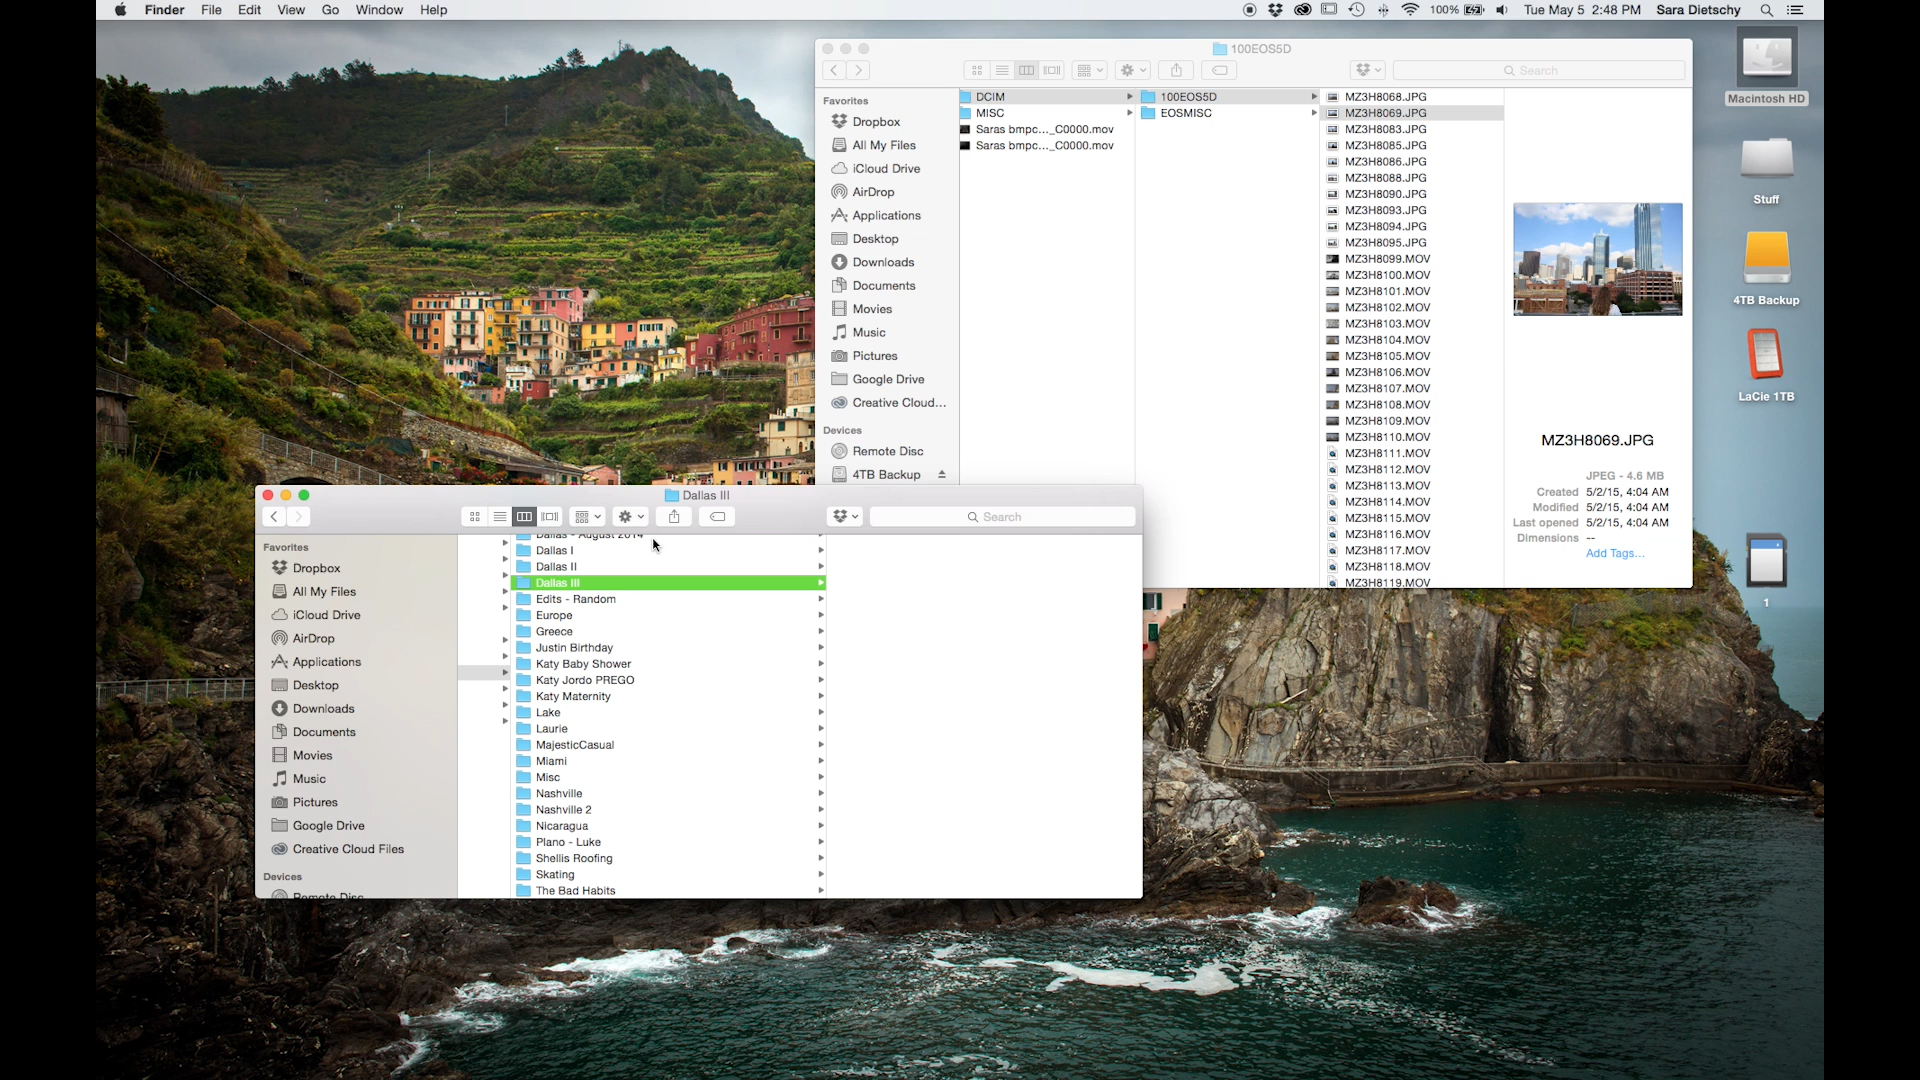 Finder File Edit View Go Window Help
100% Tue May 5 2:48 PM Sara Dietschy
100EOS5D
Search
Favorites
Dropbox
All My Files
iCloud Drive
AirDrop
Applications
Desktop
Downloads
Documents
Movies
Music
Pictures
Google Drive
Creative Cloud...
Devices
Remote Disc
4TB Backup
DCIM
MISC
Saras bmpc..._C0000.mov
Saras bmpc..._C0000.mov
100EOS5D
EOSMISC
MZ3H8068.JPG
MZ3H8069.JPG
MZ3H8083.JPG
MZ3H8085.JPG
MZ3H8086.JPG
MZ3H8088.JPG
MZ3H8090.JPG
MZ3H8093.JPG
MZ3H8094.JPG
MZ3H8095.JPG
MZ3H8099.MOV
MZ3H8100.MOV
MZ3H8101.MOV
MZ3H8102.MOV
MZ3H8103.MOV
MZ3H8104.MOV
MZ3H8105.MOV
MZ3H8106.MOV
MZ3H8107.MOV
MZ3H8108.MOV
MZ3H8109.MOV
MZ3H8110.MOV
MZ3H8111.MOV
MZ3H8112.MOV
MZ3H8113.MOV
MZ3H8114.MOV
MZ3H8115.MOV
MZ3H8116.MOV
MZ3H8117.MOV
MZ3H8118.MOV
MZ3H8119.MOV
MZ3H8069.JPG
JPEG - 4.6 MB
Created 5/2/15, 4:04 AM
Modified 5/2/15, 4:04 AM
Last opened 5/2/15, 4:04 AM
Dimensions --
Add Tags...
Macintosh HD
Stuff
4TB Backup
LaCie 1TB
1
Dallas III
Search
Favorites
Dropbox
All My Files
iCloud Drive
AirDrop
Applications
Desktop
Downloads
Documents
Movies
Music
Pictures
Google Drive
Creative Cloud Files
Devices
Remote Disc
Dallas - August 2014
Dallas I
Dallas II
Dallas III
Edits - Random
Europe
Greece
Justin Birthday
Katy Baby Shower
Katy Jordo PREGO
Katy Maternity
Lake
Laurie
MajesticCasual
Miami
Misc
Nashville
Nashville 2
Nicaragua
Plano - Luke
Shellis Roofing
Skating
The Bad Habits